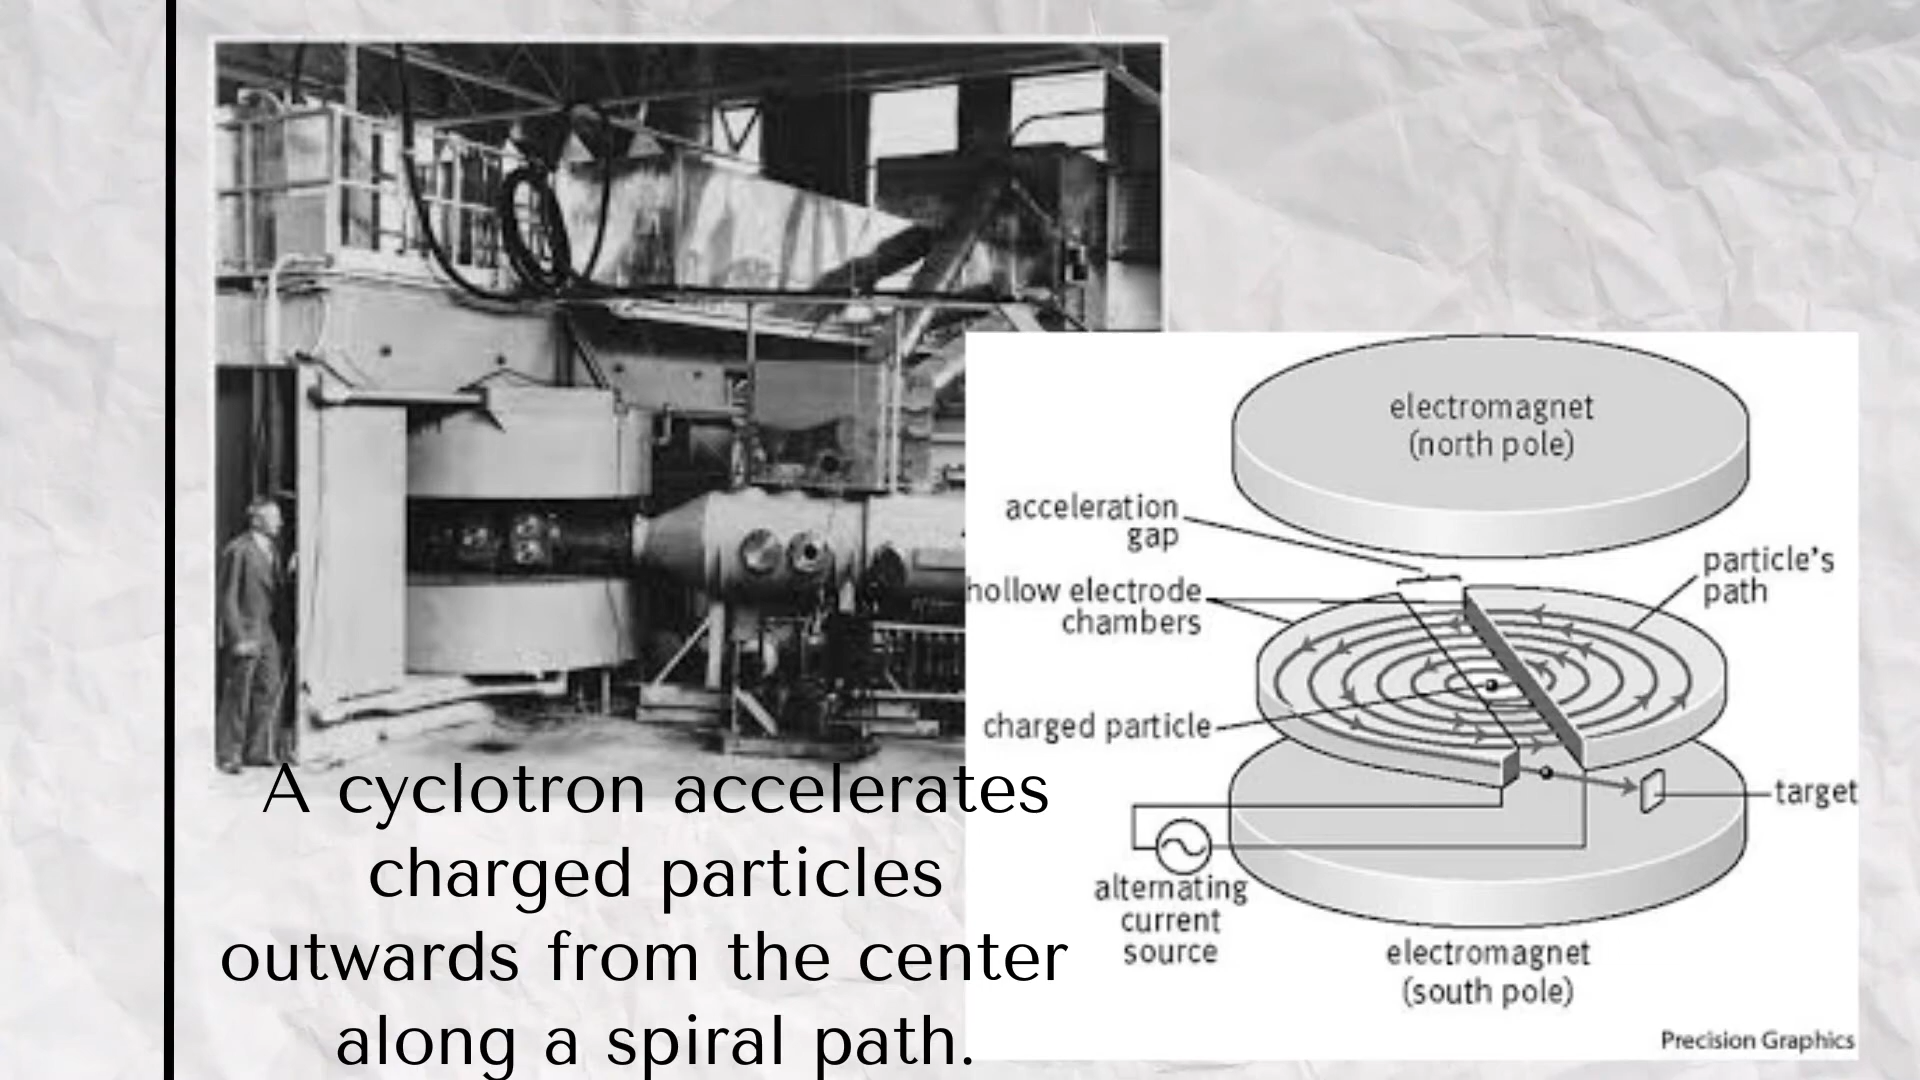 electromagnet
(north pole)
acceleration
gap
particle's
path
hollow electrode
chambers
charged particle
target
alternating
current
source
electromagnet
(south pole)
Precision Graphics
A cyclotron accelerates
charged particles
outwards from the center
along a spiral path.